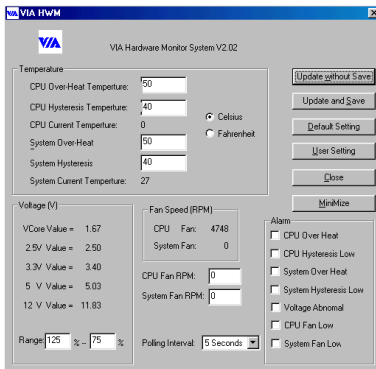 VIA HWM
VIA
VIA Hardware Monitor System V2.02
Temperature
CPU Over-Heat Temperture: 50
CPU Hysteresis Temperture: 40
CPU Current Temperture: 0
System Over-Heat 50
System Hysteresis 40
System Current Temperture: 27
Celsius
Fahrenheit
Update without Save
Update and Save
Default Setting
User Setting
Close
MiniMize
Voltage (V)
VCore Value = 1.67
2.5V Value = 2.50
3.3V Value = 3.40
5 V Value = 5.03
12 V Value = 11.83
Range: 125 % -- 75 %
Fan Speed (RPM)
CPU Fan: 4748
System Fan: 0
CPU Fan RPM: 0
System Fan RPM: 0
Polling Interval: 5 Seconds
Alarm
CPU Over Heat
CPU Hysteresis Low
System Over Heat
System Hysteresis Low
Voltage Abnomal
CPU Fan Low
System Fan Low